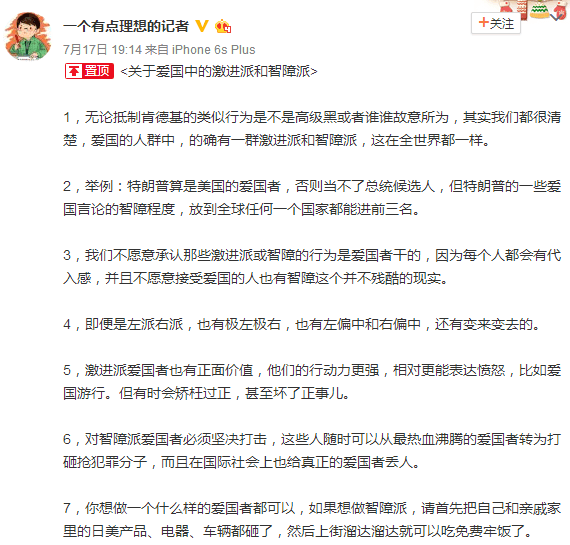 一个有点理想的记者
+关注
7月17日 19:14 来自 iPhone 6s Plus
置顶 <关于爱国中的激进派和智障派>
1，无论抵制肯德基的类似行为是不是高级黑或者谁谁故意所为，其实我们都很清
楚，爱国的人群中，的确有一群激进派和智障派，这在全世界都一样。
2，举例：特朗普算是美国的爱国者，否则当不了总统候选人，但特朗普的一些爱
国言论的智障程度，放到全球任何一个国家都能进前三名。
3，我们不愿意承认那些激进派或智障的行为是爱国者干的，因为每个人都会有代
入感，并且不愿意接受爱国的人也有智障这个并不残酷的现实。
4，即便是左派右派，也有极左极右，也有左偏中和右偏中，还有变来变去的。
5，激进派爱国者也有正面价值，他们的行动力更强，相对更能表达愤怒，比如爱
国游行。但有时会矫枉过正，甚至坏了正事儿。
6，对智障派爱国者必须坚决打击，这些人随时可以从最热血沸腾的爱国者转为打
砸抢犯罪分子，而且在国际社会上也给真正的爱国者丢人。
7，你想做一个什么样的爱国者都可以，如果想做智障派，请首先把自己和亲戚家
里的日美产品、电器、车辆都砸了，然后上街溜达溜达就可以吃免费牢饭了。